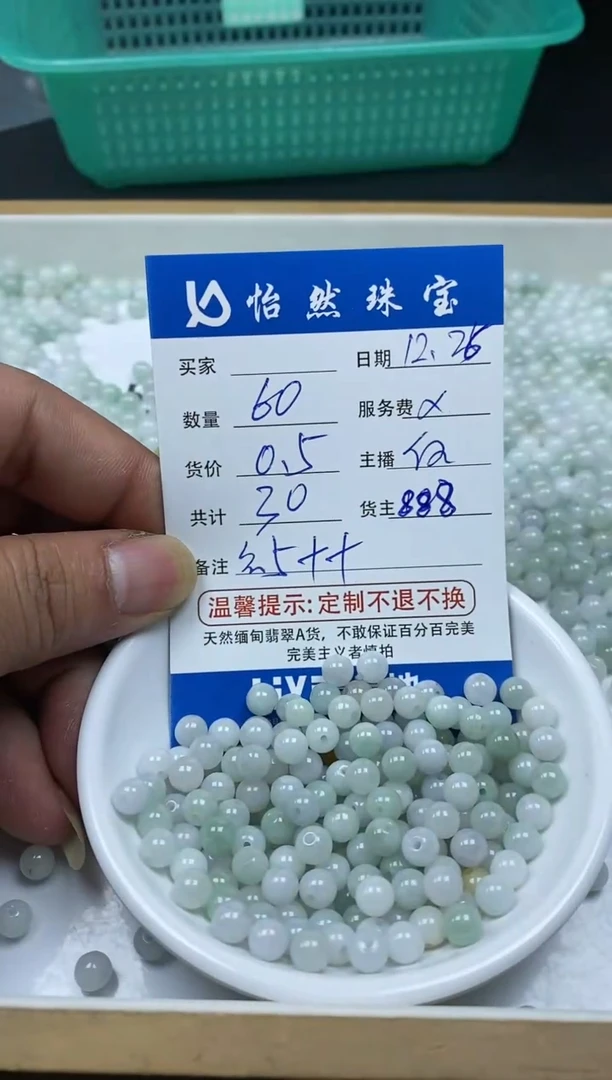 怡然珠宝
买家 日期 12.26
数量 60 服务费
货价 0.5 主播
共计 30 货主 888
备注 5++
温馨提示:定制不退不换
天然缅甸翡翠A货，不敢保证百分百完美
完美主义者慎拍